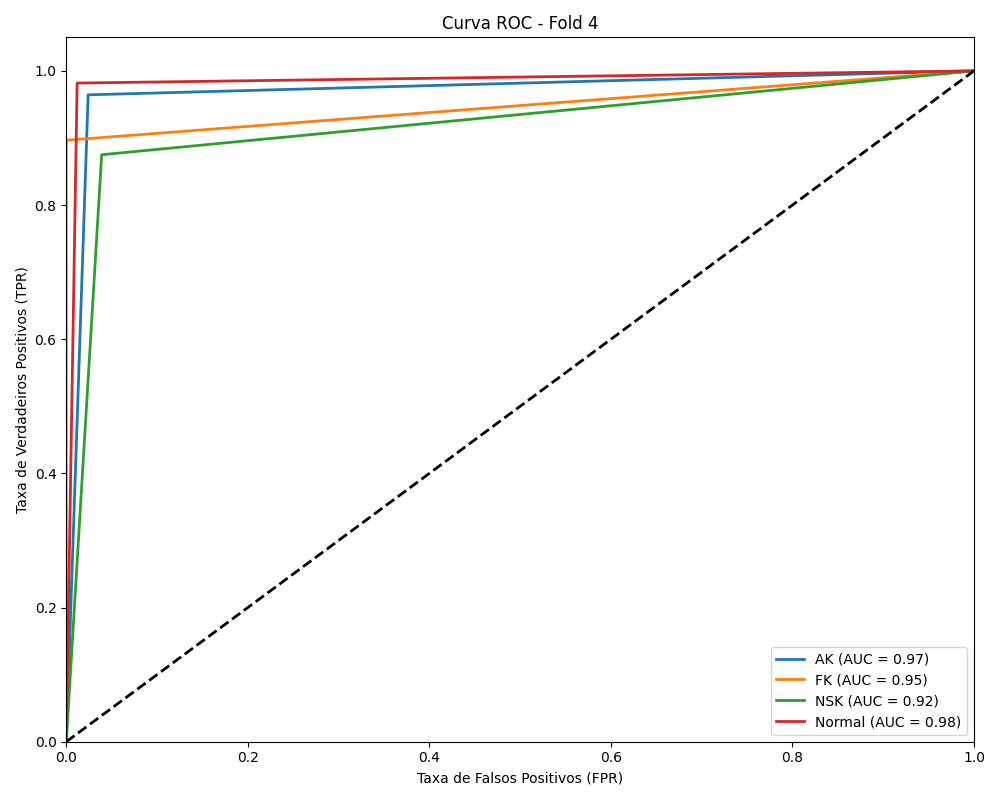 Curva ROC - Fold 4
1.0
0.8
0.6
0.4
0.2
0.0
Taxa de Verdadeiros Positivos (TPR)
0.0 0.2 0.4 0.6 0.8 1.0
Taxa de Falsos Positivos (FPR)
AK (AUC = 0.97)
FK (AUC = 0.95)
NSK (AUC = 0.92)
Normal (AUC = 0.98)